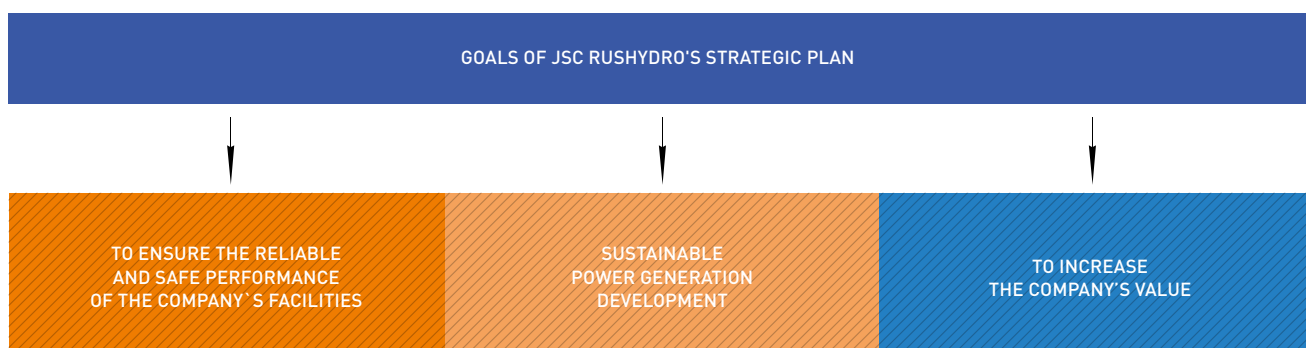 GOALS OF JSC RUSHYDRO'S STRATEGIC PLAN
TO ENSURE THE RELIABLE
AND SAFE PERFORMANCE
OF THE COMPANY`S FACILITIES
SUSTAINABLE
POWER GENERATION
DEVELOPMENT
TO INCREASE
THE COMPANY’S VALUE